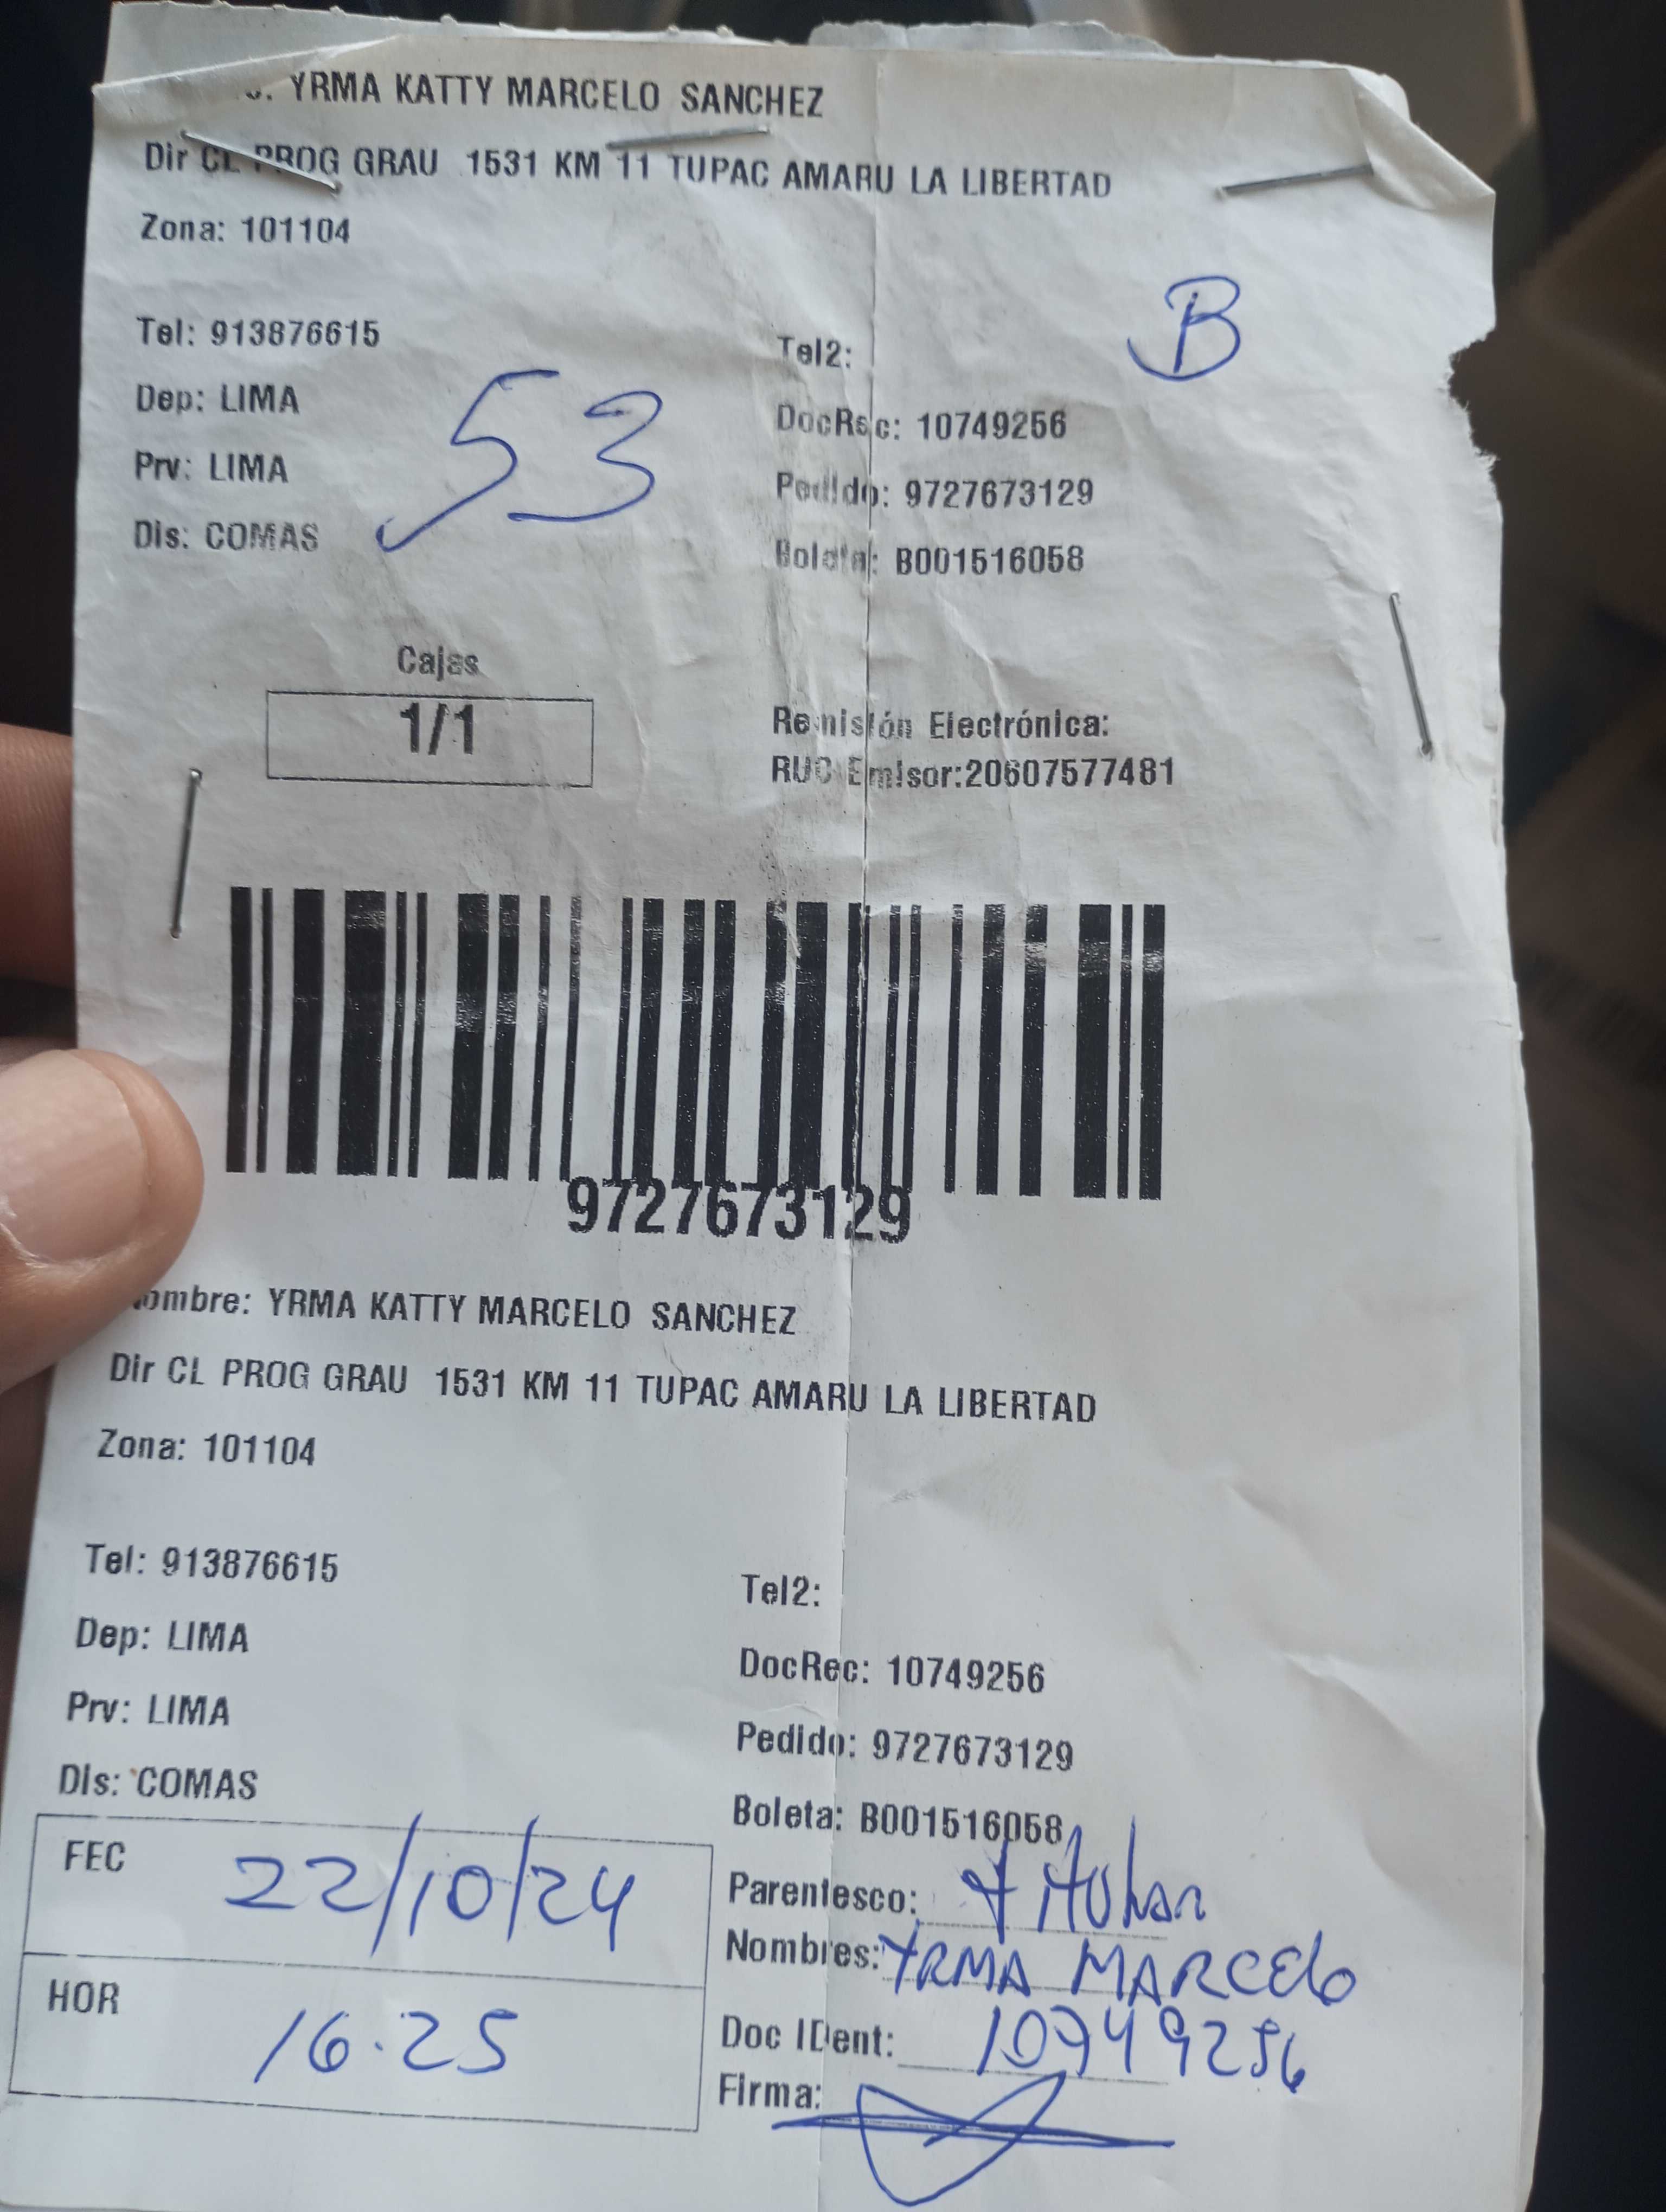 YRMA KATTY MARCELO SANCHEZ
Dir CL PROG GRAU 1531 KM 11 TUPAC AMARU LA LIBERTAD
Zona: 101104
B
Tel: 913876615 Tel2:
Dep: LIMA DocRec: 10749256
53
Prv: LIMA Pedido: 9727673129
Dis: COMAS Boleta: B001516058
Cajas
1/1 Remisión Electrónica:
RUC Emisor:20607577481
9727673129
ombre: YRMA KATTY MARCELO SANCHEZ
Dir CL PROG GRAU 1531 KM 11 TUPAC AMARU LA LIBERTAD
Zona: 101104
Tel: 913876615 Tel2:
Dep: LIMA DocRec: 10749256
Prv: LIMA Pedido: 9727673129
Dis: COMAS Boleta: B001516058
FEC 22/10/24 Parentesco: titular
Nombres: YRMA MARCElo
HOR 16.25 Doc IDent: 10749256
Firma: